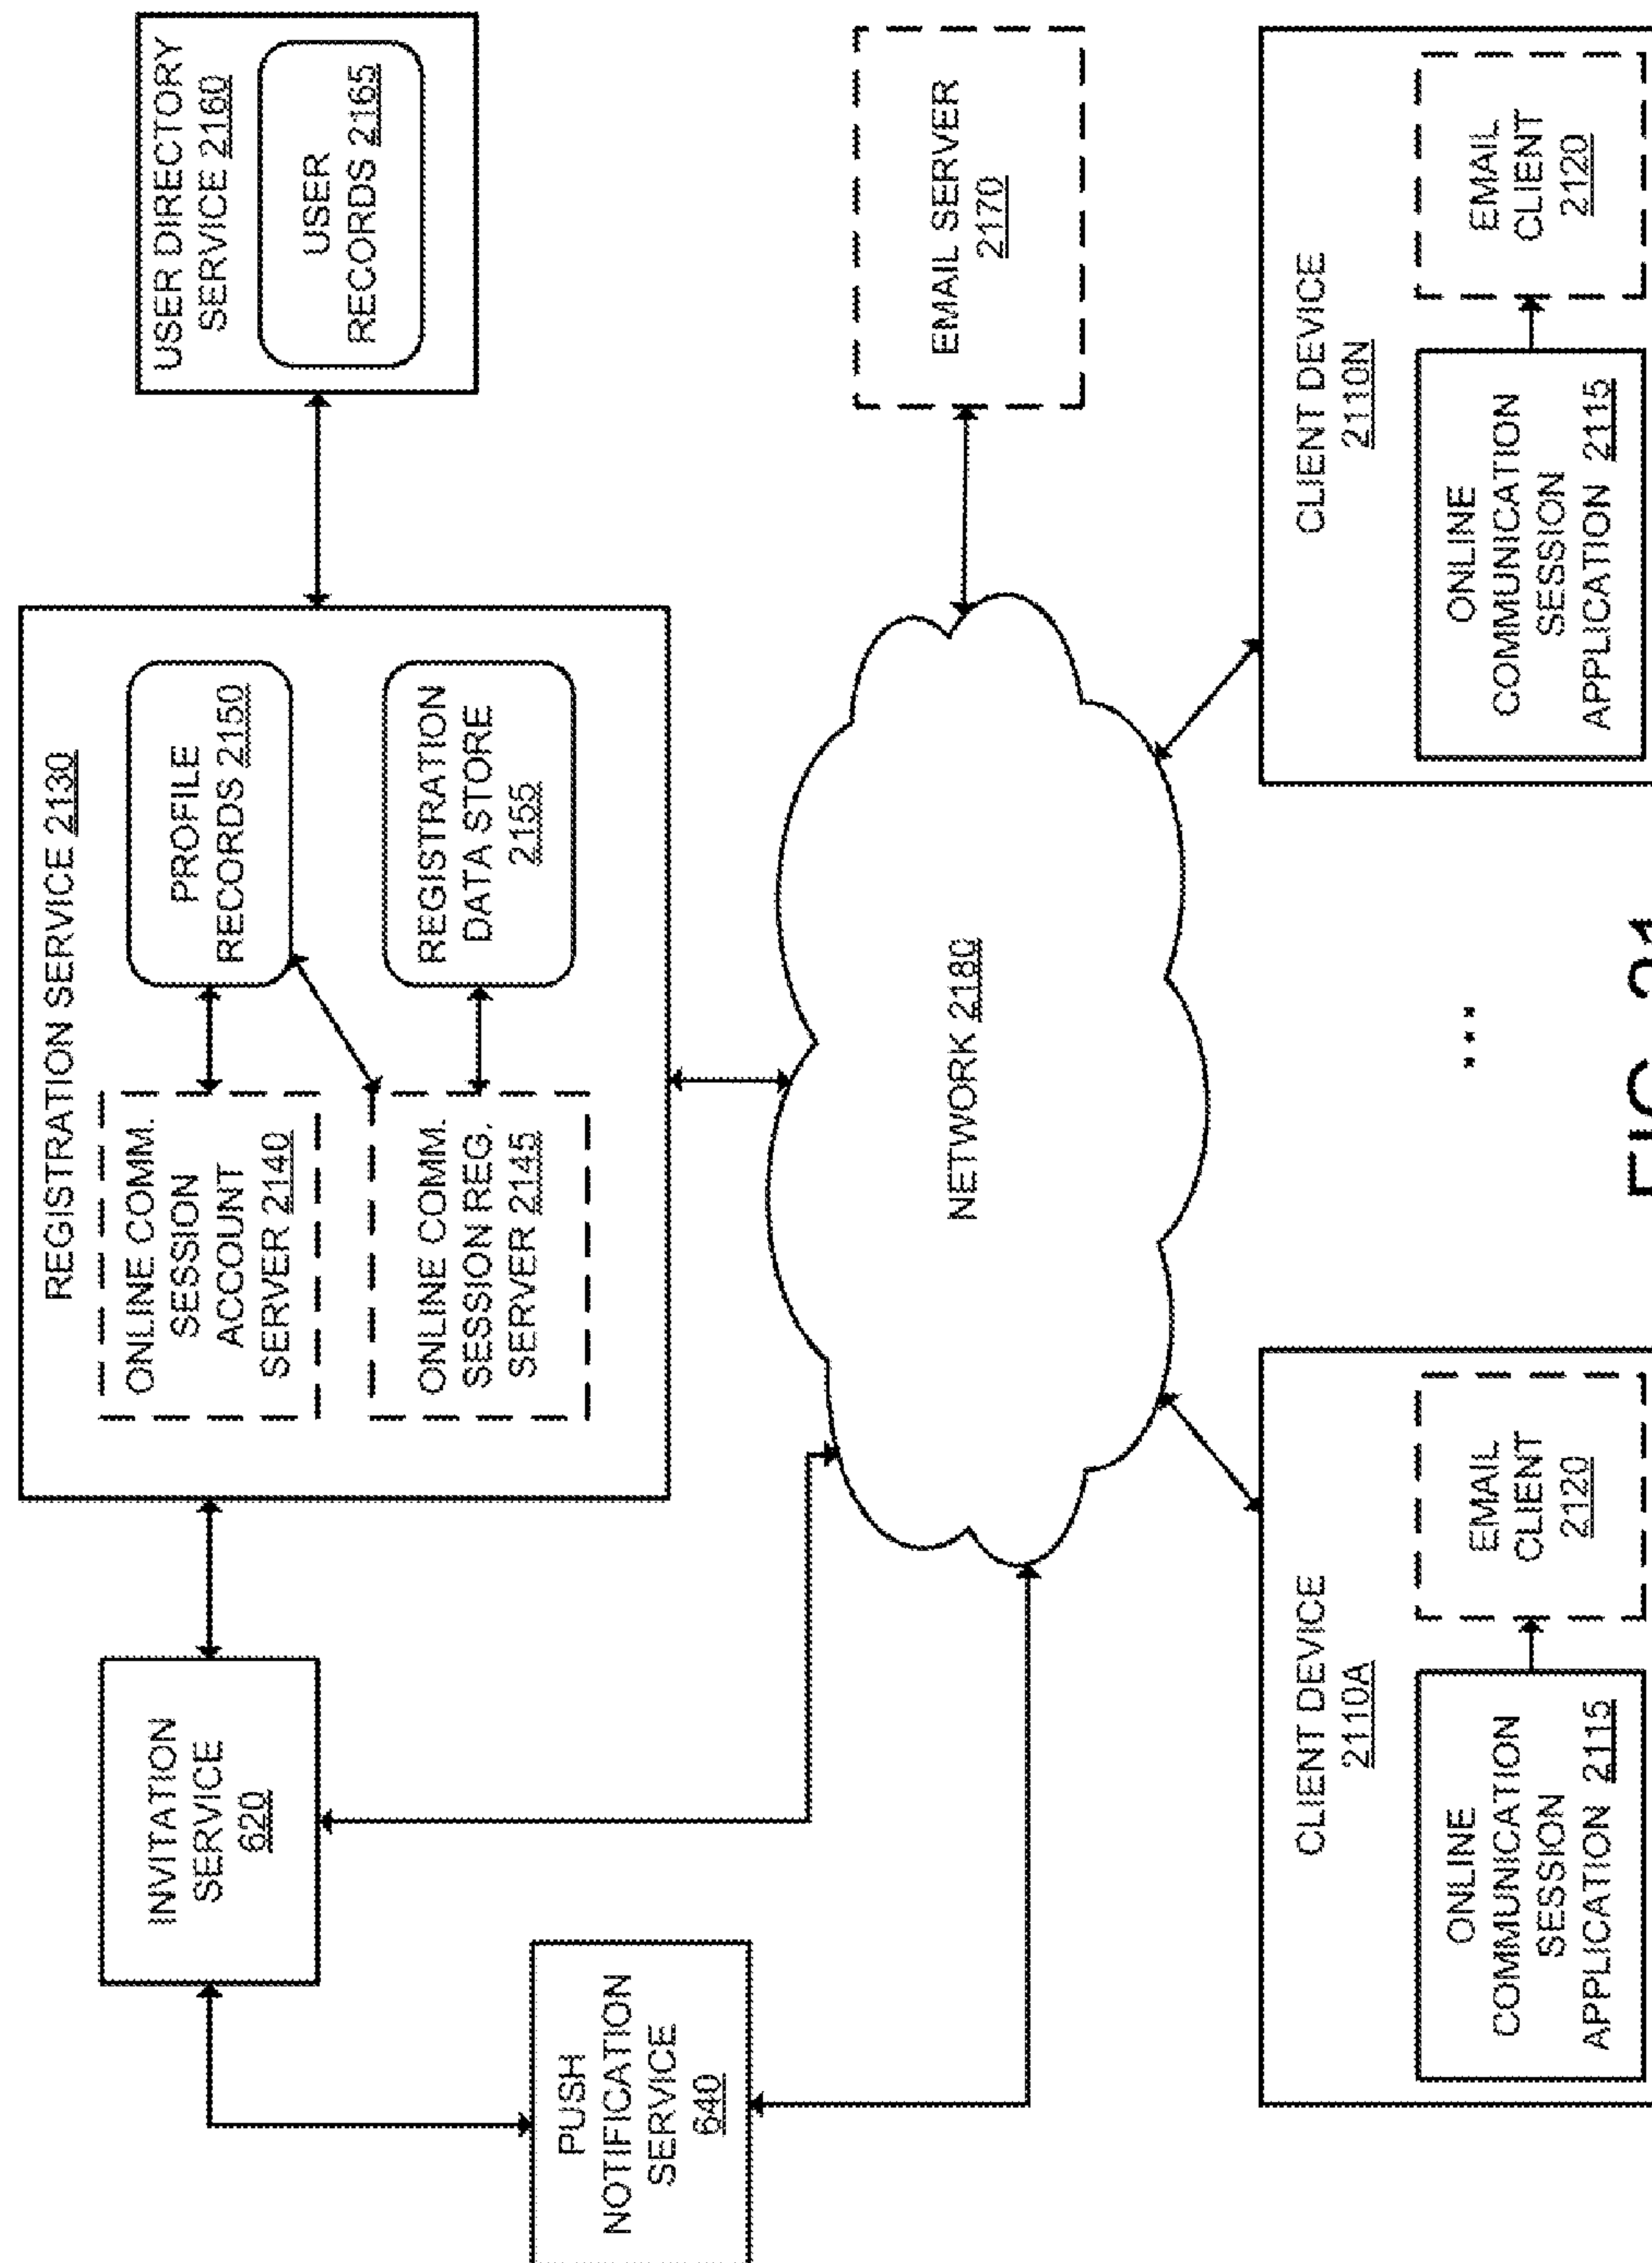 REGISTRATION SERVICE 2130
ONLINE COMM.
SESSION
ACCOUNT
SERVER 2140
PROFILE
RECORDS 2150
ONLINE COMM.
SESSION REG.
SERVER 2145
REGISTRATION
DATA STORE
2155
USER DIRECTORY
SERVICE 2160
USER
RECORDS 2165
INVITATION
SERVICE
620
PUSH
NOTIFICATION
SERVICE
640
NETWORK 2180
EMAIL SERVER
2170
CLIENT DEVICE
2110A
ONLINE
COMMUNICATION
SESSION
APPLICATION 2115
EMAIL
CLIENT
2120
...
CLIENT DEVICE
2110N
ONLINE
COMMUNICATION
SESSION
APPLICATION 2115
EMAIL
CLIENT
2120
FIG. 21